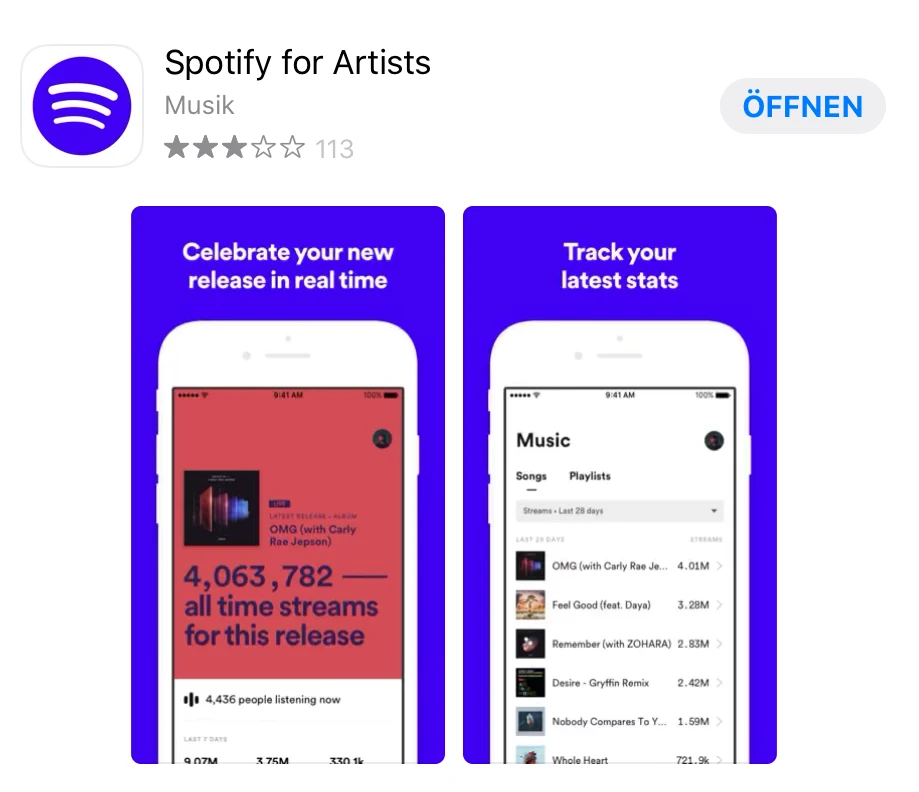 Spotify for Artists
Musik
113
ÖFFNEN
Celebrate your new
release in real time
9:41 AM
100%
LIVE
LATEST RELEASE • ALBUM
OMG (with Carly
Rae Jepson)
4,063,782 —
all time streams
for this release
4,436 people listening now
LAST 7 DAYS
9.07M 3.75M 330.1k
Track your
latest stats
9:41 AM
100%
Music
Songs Playlists
Streams • Last 28 days
LAST 28 DAYS STREAMS
OMG (with Carly Rae Je... 4.01M
Feel Good (feat. Daya) 3.28M
Remember (with ZOHARA) 2.83M
Desire - Gryffin Remix 2.42M
Nobody Compares To Y... 1.59M
Whole Heart 721.9k